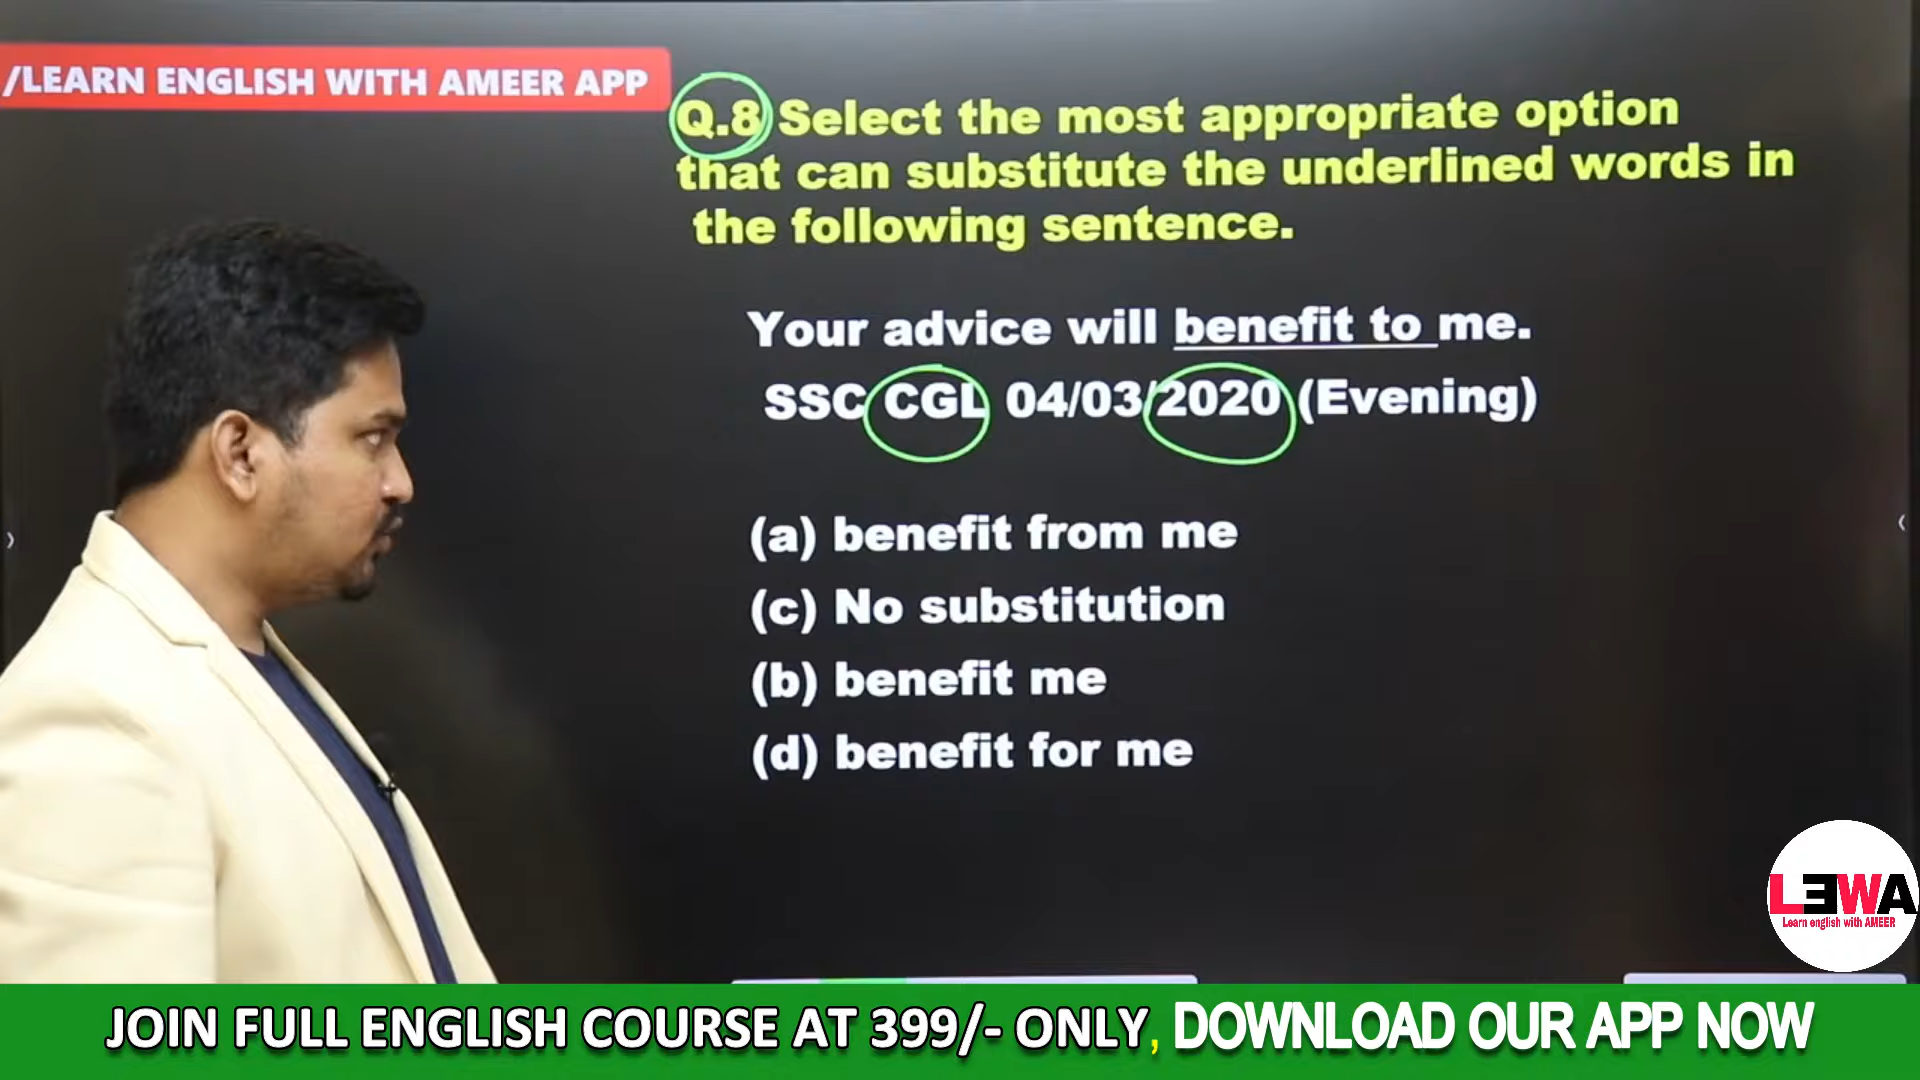 /LEARN ENGLISH WITH AMEER APP
Q.8 Select the most appropriate option
that can substitute the underlined words in
the following sentence.
Your advice will benefit to me.
SSC CGL 04/03/2020 (Evening)
(a) benefit from me
(c) No substitution
(b) benefit me
(d) benefit for me
LEWA
Learn english with AMEER
JOIN FULL ENGLISH COURSE AT 399/- ONLY, DOWNLOAD OUR APP NOW